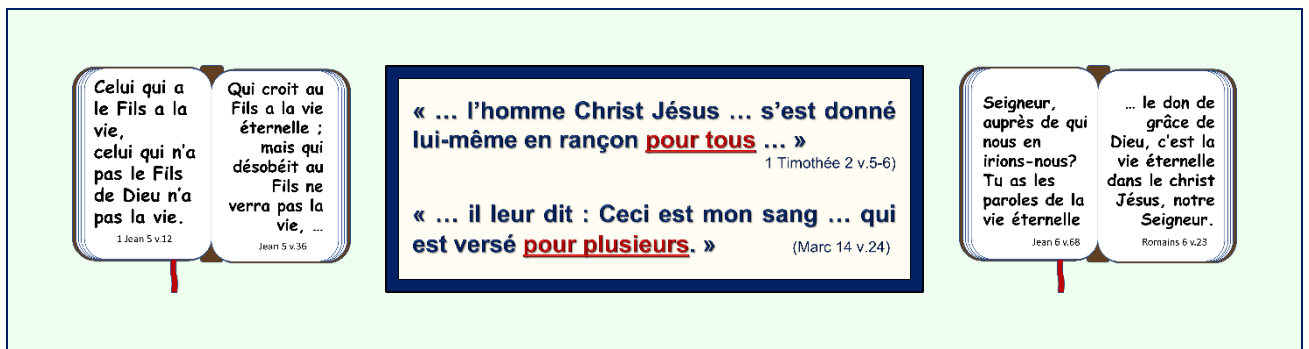 Celui qui a
le Fils a la
vie,
celui qui n'a
pas le Fils
de Dieu n'a
pas la vie.
1 Jean 5 v.12
Qui croit au
Fils a la vie
éternelle ;
mais qui
désobéit au
Fils ne
verra pas la
vie, …
Jean 5 v.36
« … l’homme Christ Jésus … s’est donné
lui-même en rançon pour tous … »
1 Timothée 2 v.5-6)
« … il leur dit : Ceci est mon sang … qui
est versé pour plusieurs. » (Marc 14 v.24)
Seigneur,
auprès de qui
nous en
irions-nous?
Tu as les
paroles de la
vie éternelle
Jean 6 v.68
… le don de
grâce de
Dieu, c’est la
vie éternelle
dans le christ
Jésus, notre
Seigneur.
Romains 6 v.23